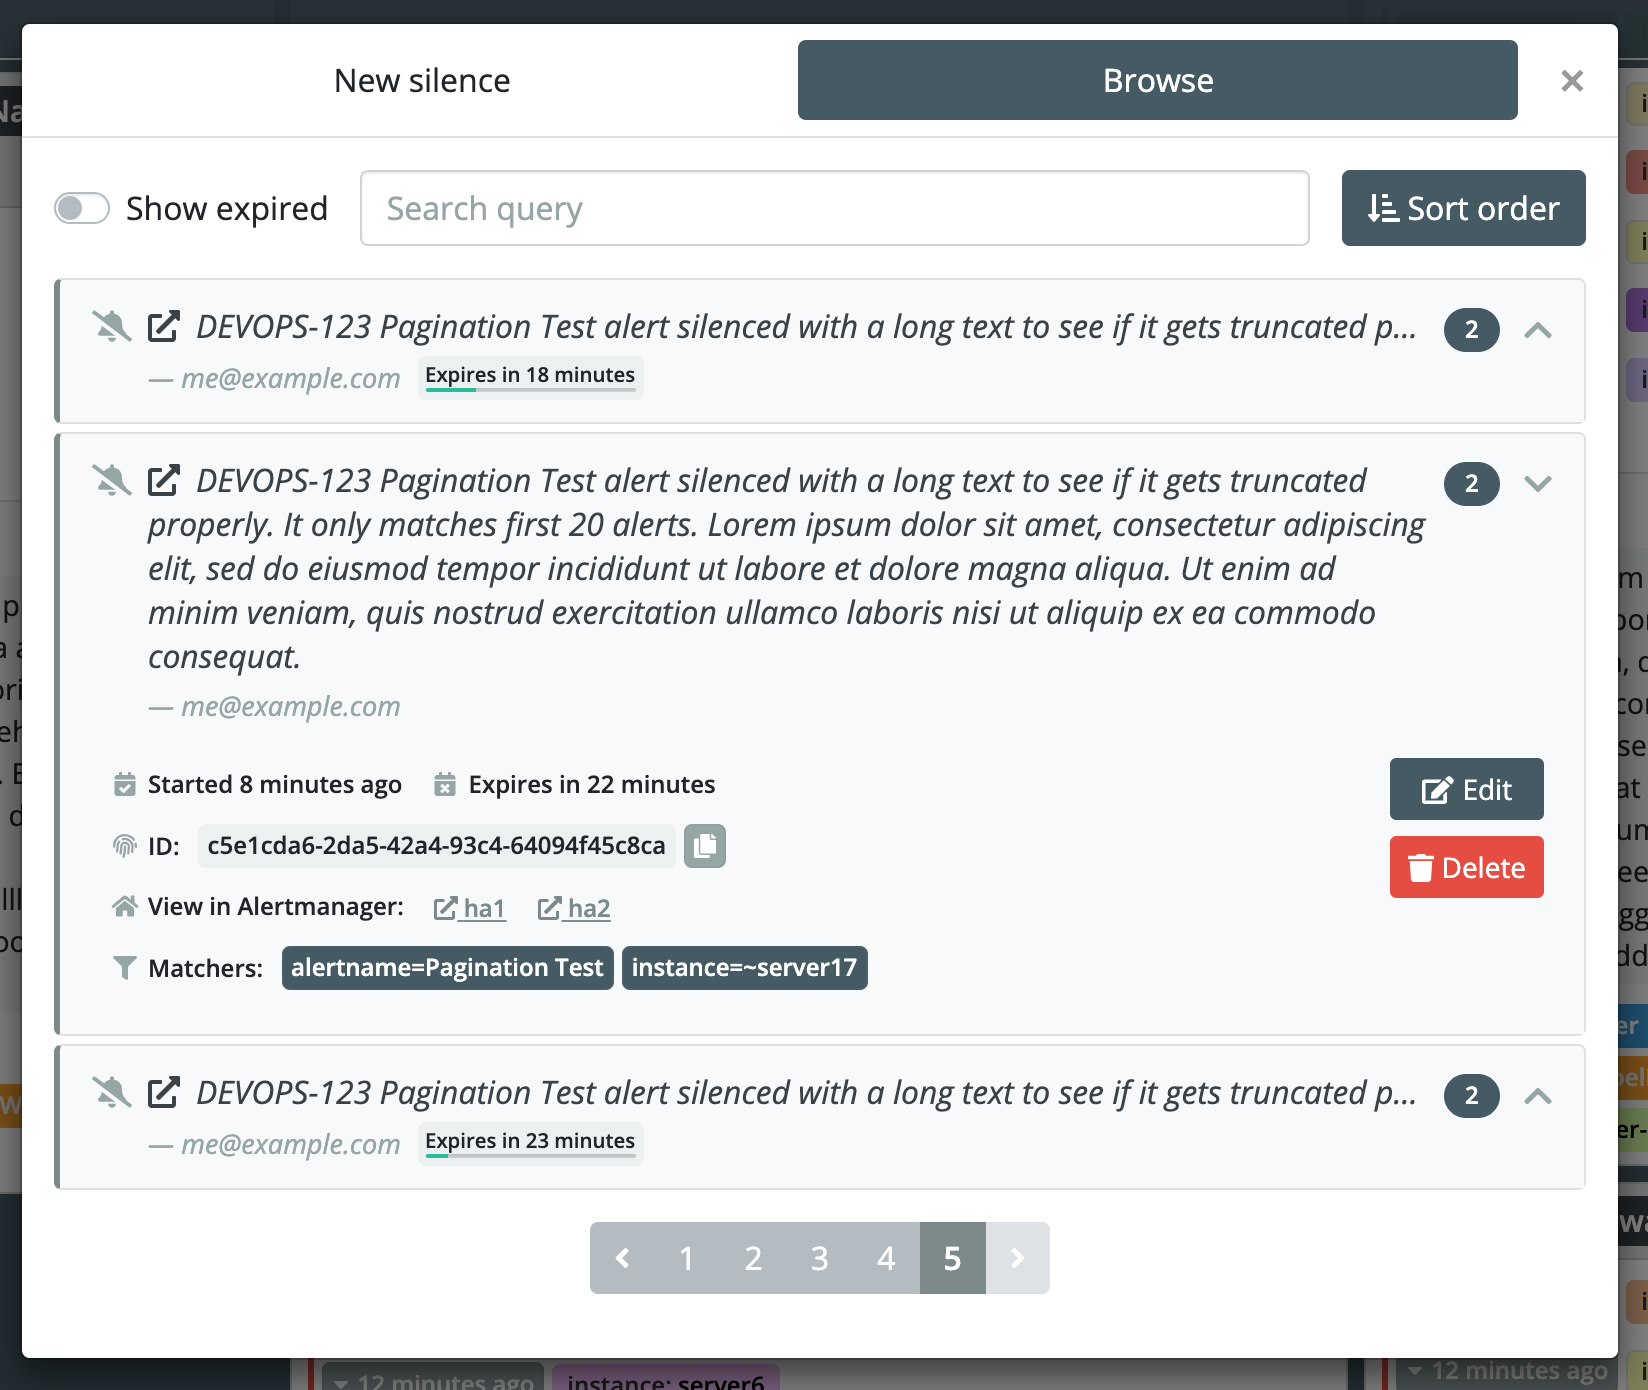 New silence
Browse
Show expired
Search query
Sort order
DEVOPS-123 Pagination Test alert silenced with a long text to see if it gets truncated p...
2
— me@example.com
Expires in 18 minutes
DEVOPS-123 Pagination Test alert silenced with a long text to see if it gets truncated
2
properly. It only matches first 20 alerts. Lorem ipsum dolor sit amet, consectetur adipiscing
elit, sed do eiusmod tempor incididunt ut labore et dolore magna aliqua. Ut enim ad
minim veniam, quis nostrud exercitation ullamco laboris nisi ut aliquip ex ea commodo
consequat.
— me@example.com
Started 8 minutes ago
Expires in 22 minutes
Edit
ID: c5e1cda6-2da5-42a4-93c4-64094f45c8ca
Delete
View in Alertmanager: ha1 ha2
Matchers: alertname=Pagination Test instance=~server17
DEVOPS-123 Pagination Test alert silenced with a long text to see if it gets truncated p...
2
— me@example.com
Expires in 23 minutes
1 2 3 4 5
12 minutes ago
instance: server6
12 minutes ago